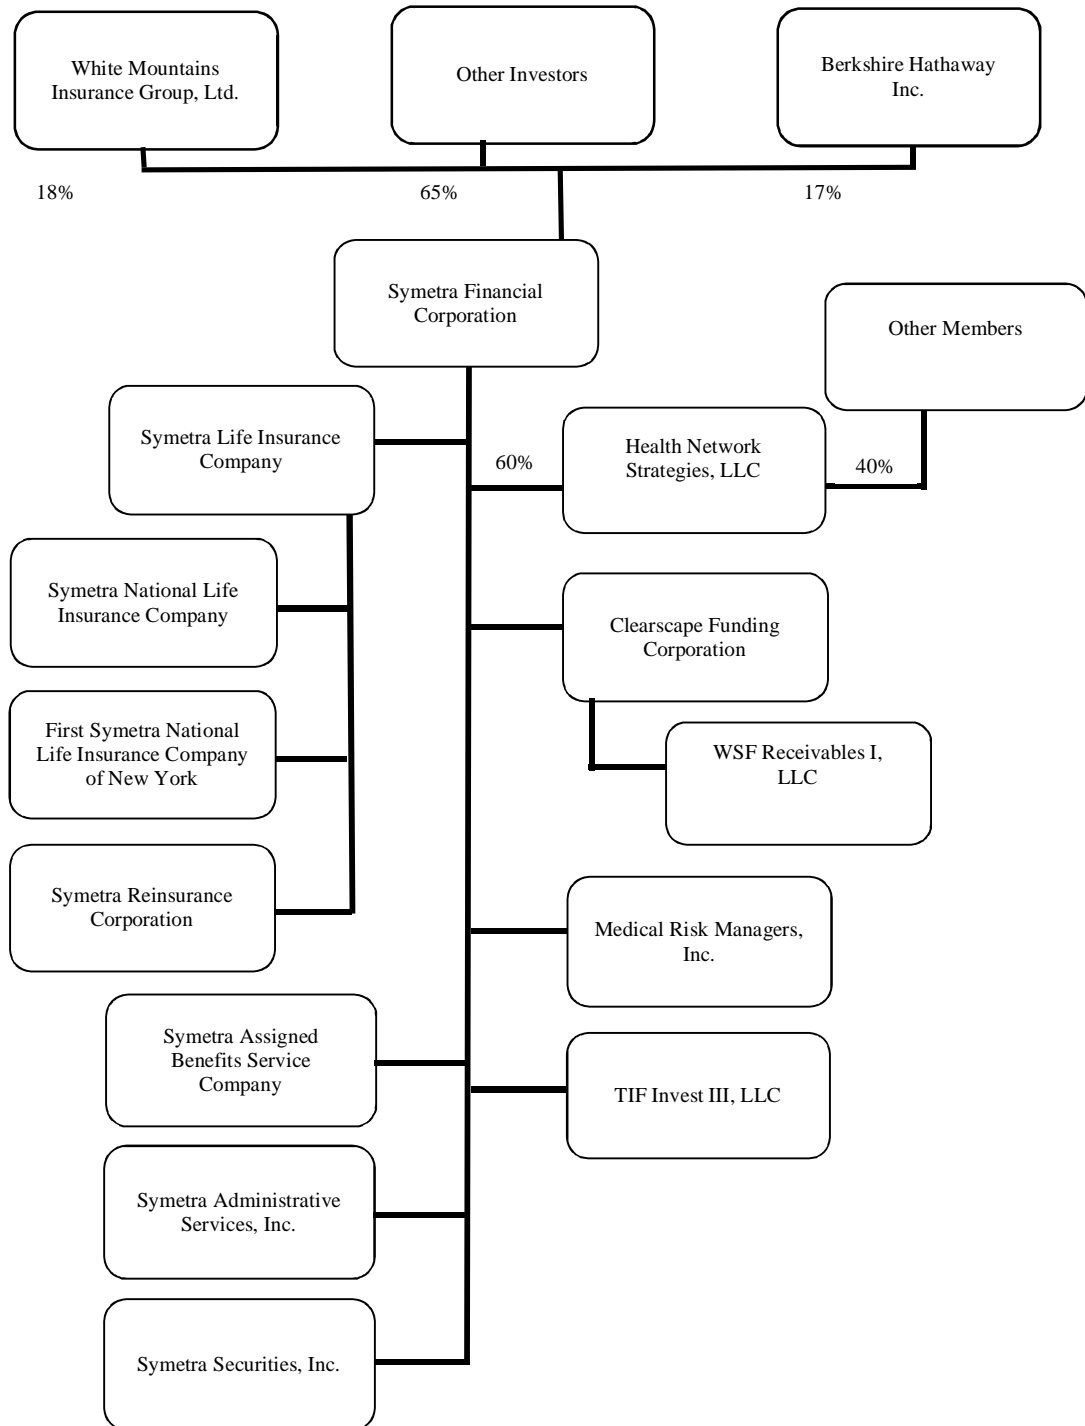 White Mountains
Insurance Group, Ltd.
Other Investors
Berkshire Hathaway
Inc.
18%
65%
17%
Symetra Financial
Corporation
Other Members
Symetra Life Insurance
Company
60%
Health Network
Strategies, LLC
40%
Symetra National Life
Insurance Company
Clearscape Funding
Corporation
First Symetra National
Life Insurance Company
of New York
WSF Receivables I,
LLC
Symetra Reinsurance
Corporation
Medical Risk Managers,
Inc.
Symetra Assigned
Benefits Service
Company
TIF Invest III, LLC
Symetra Administrative
Services, Inc.
Symetra Securities, Inc.